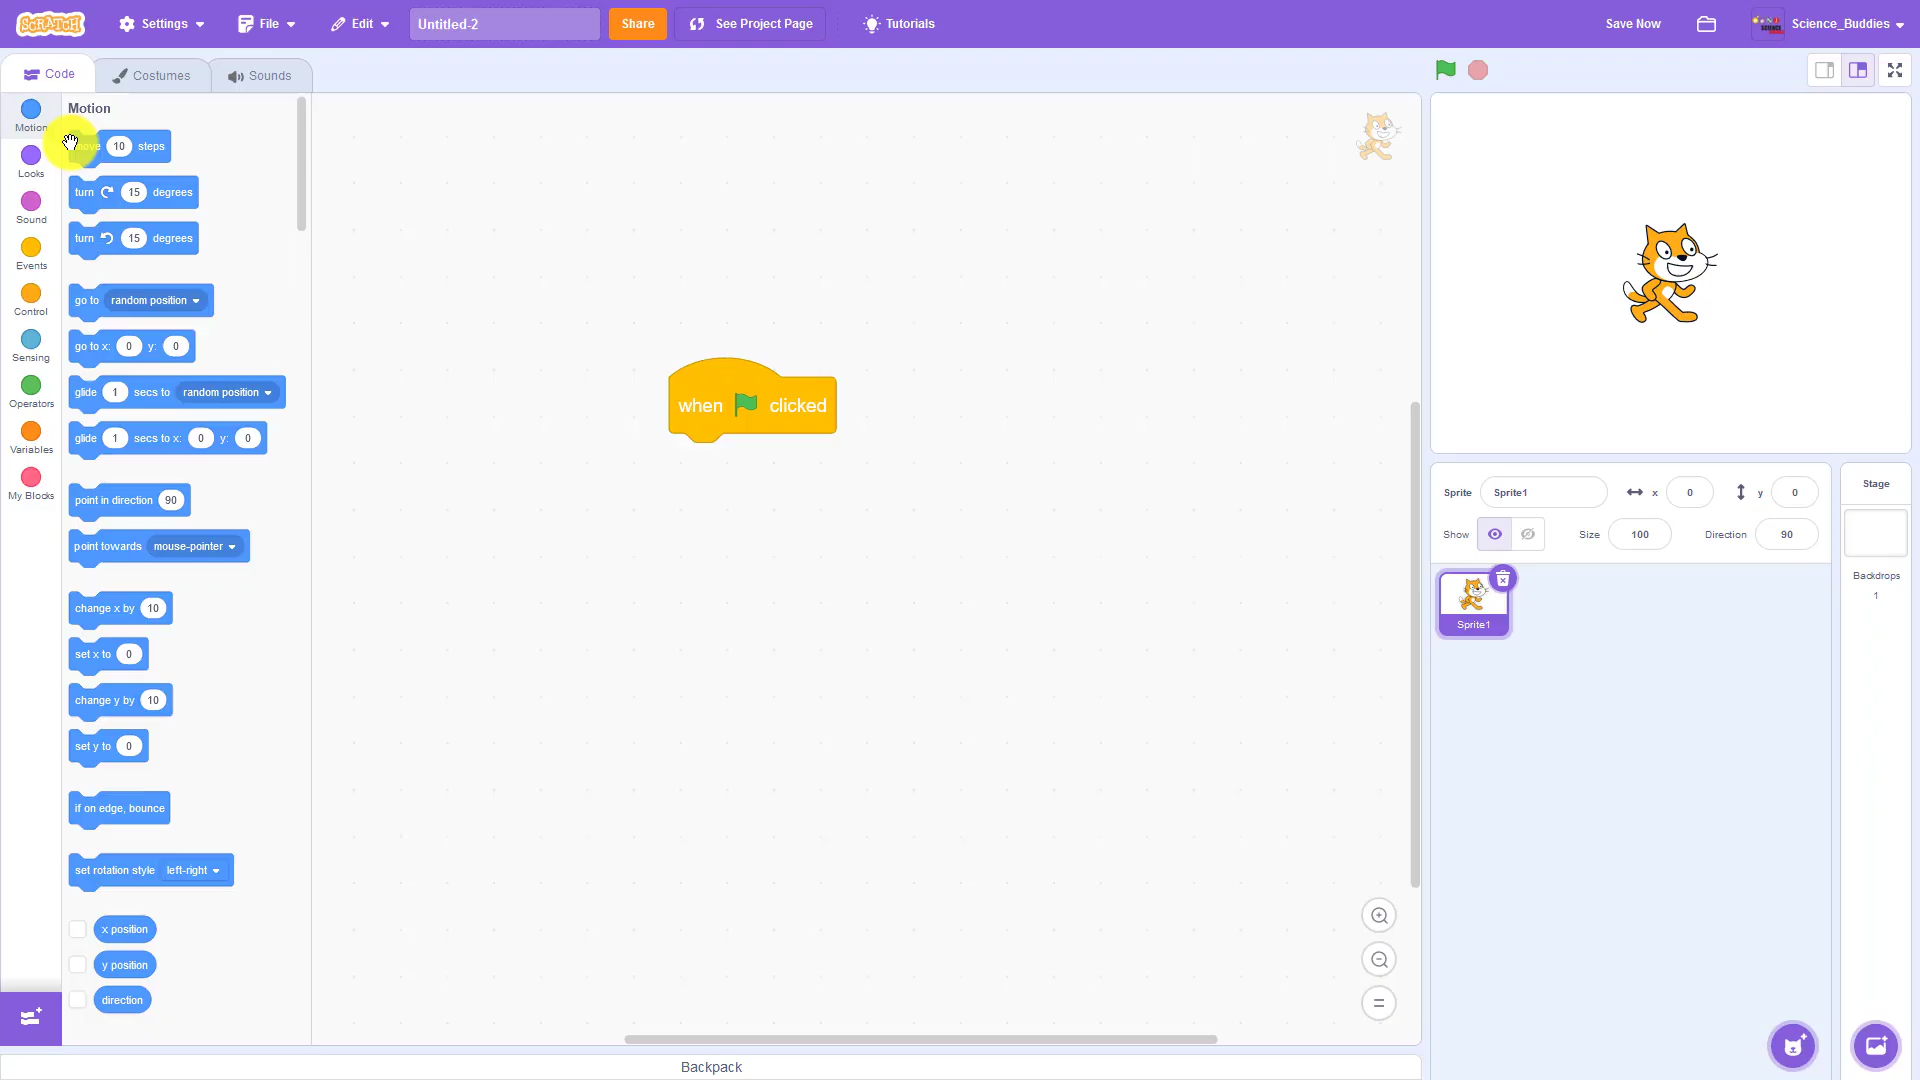 SCRATCH
Settings
File
Edit
Untitled-2
Share
See Project Page
Tutorials
Save Now
Science_Buddies
Code
Costumes
Sounds
Motion
Looks
Sound
Events
Control
Sensing
Operators
Variables
My Blocks
Motion
move 10 steps
turn 15 degrees
turn 15 degrees
go to random position
go to x: 0 y: 0
glide 1 secs to random position
glide 1 secs to x: 0 y: 0
point in direction 90
point towards mouse-pointer
change x by 10
set x to 0
change y by 10
set y to 0
if on edge, bounce
set rotation style left-right
x position
y position
direction
when clicked
Backpack
Sprite Sprite1 x 0 y 0
Show Size 100 Direction 90
Sprite1
Stage
Backdrops
1